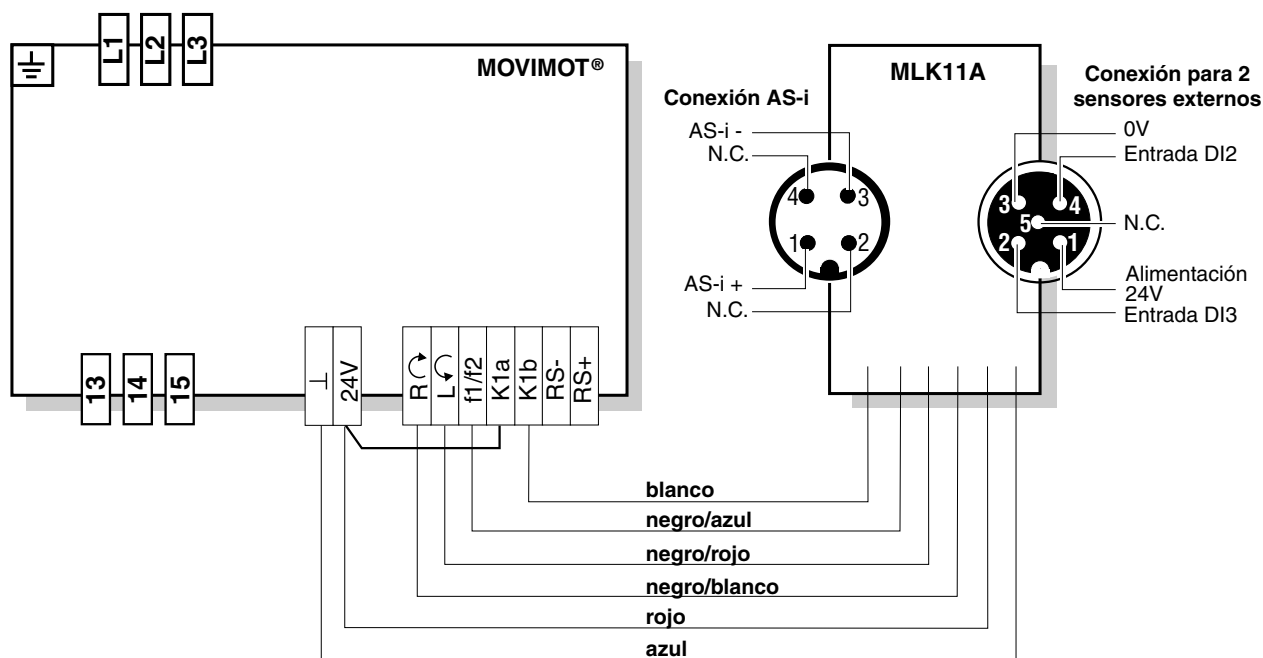 L1
L2
L3
MOVIMOT®
MLK11A
Conexión AS-i
AS-i -
N.C.
4
3
1
2
AS-i +
N.C.
Conexión para 2
sensores externos
0V
Entrada DI2
3
4
5
N.C.
2
1
Alimentación
24V
Entrada DI3
13
14
15
⊥
24V
R
L
f1/f2
K1a
K1b
RS-
RS+
blanco
negro/azul
negro/rojo
negro/blanco
rojo
azul